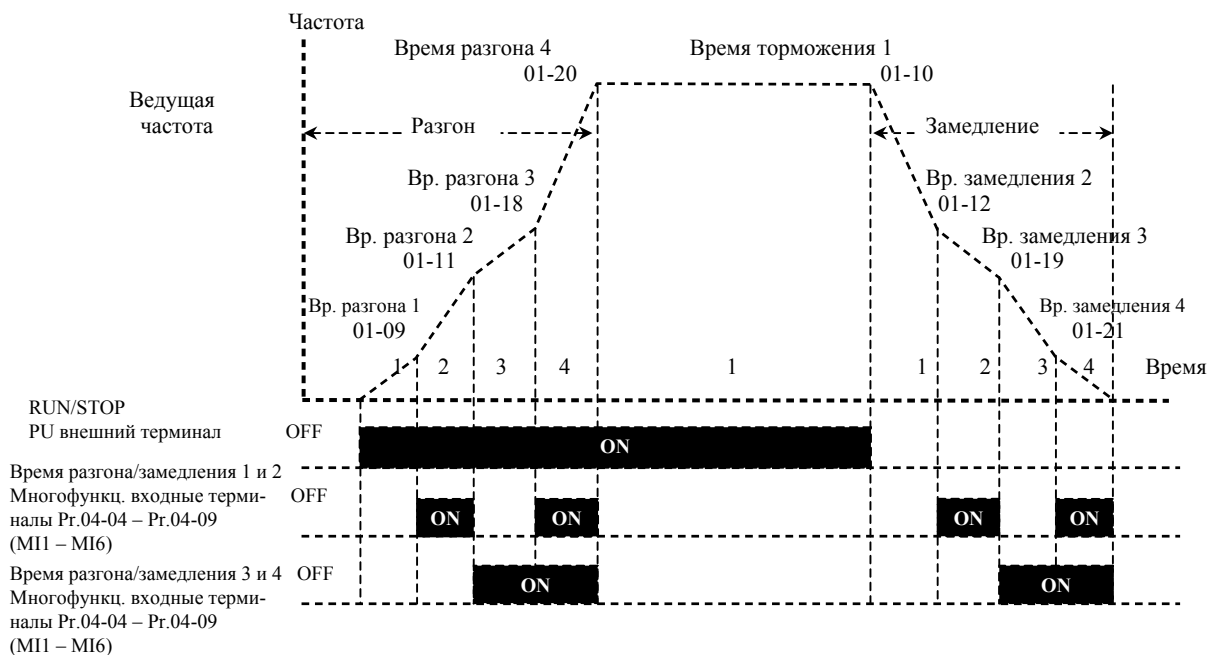 Частота
Время разгона 4
01-20
Время торможения 1
01-10
Ведущая
частота
Разгон
Замедление
Вр. разгона 3
01-18
Вр. замедления 2
01-12
Вр. разгона 2
01-11
Вр. замедления 3
01-19
Вр. разгона 1
01-09
Вр. замедления 4
01-21
1 2 3 4 1 1 2 3 4 Время
RUN/STOP
PU внешний терминал OFF
ON
Время разгона/замедления 1 и 2
Многофункц. входные терми- OFF
налы Pr.04-04 – Pr.04-09
(MI1 – MI6)
ON ON ON ON
Время разгона/замедления 3 и 4 OFF
Многофункц. входные терми-
налы Pr.04-04 – Pr.04-09
(MI1 – MI6)
ON ON